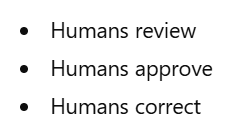 • Humans review
• Humans approve
• Humans correct